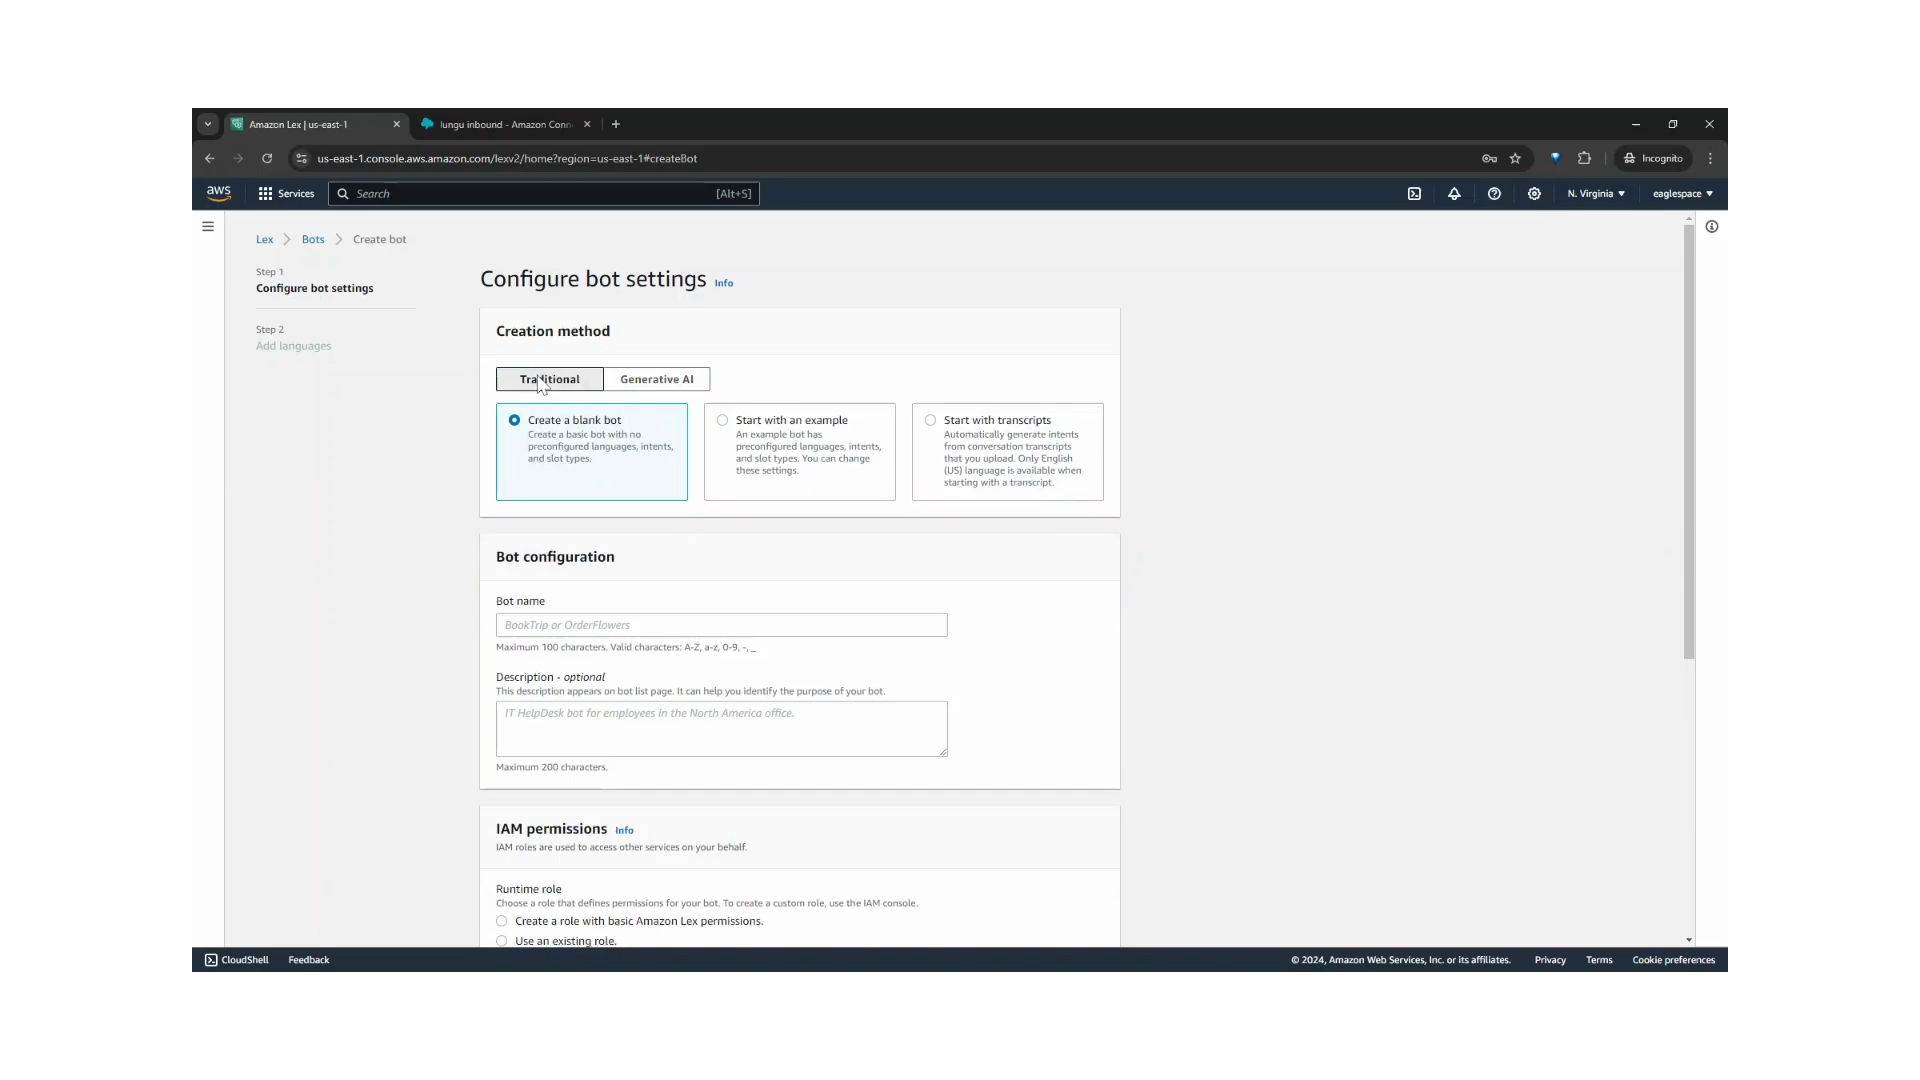 Amazon Lex | us-east-1
lungu inbound - Amazon Conn
us-east-1.console.aws.amazon.com/lexv2/home?region=us-east-1#createBot
Incognito
aws
Services
Search
[Alt+S]
N. Virginia
eaglespace
Lex
Bots
Create bot
Step 1
Configure bot settings
Step 2
Add languages
Configure bot settings Info
Creation method
Traditional
Generative AI
Create a blank bot
Create a basic bot with no
preconfigured languages, intents,
and slot types.
Start with an example
An example bot has
preconfigured languages, intents,
and slot types. You can change
these settings.
Start with transcripts
Automatically generate intents
from conversation transcripts
that you upload. Only English
(US) language is available when
starting with a transcript.
Bot configuration
Bot name
BookTrip or OrderFlowers
Maximum 100 characters. Valid characters: A-Z, a-z, 0-9, -, _
Description - optional
This description appears on bot list page. It can help you identify the purpose of your bot.
IT HelpDesk bot for employees in the North America office.
Maximum 200 characters.
IAM permissions Info
IAM roles are used to access other services on your behalf.
Runtime role
Choose a role that defines permissions for your bot. To create a custom role, use the IAM console.
Create a role with basic Amazon Lex permissions.
Use an existing role.
CloudShell
Feedback
© 2024, Amazon Web Services, Inc. or its affiliates.
Privacy
Terms
Cookie preferences